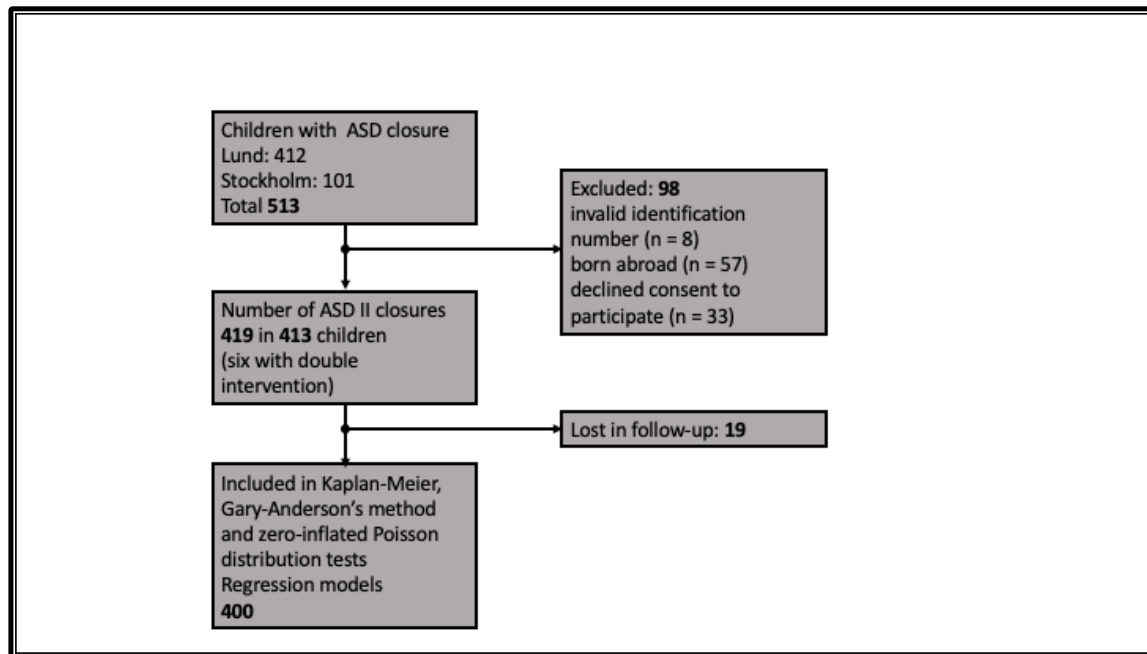 Children with ASD closure
Lund: 412
Stockholm: 101
Total 513
Excluded: 98
invalid identification
number (n = 8)
born abroad (n = 57)
declined consent to
participate (n = 33)
Number of ASD II closures
419 in 413 children
(six with double
intervention)
Lost in follow-up: 19
Included in Kaplan-Meier,
Gary-Anderson’s method
and zero-inflated Poisson
distribution tests
Regression models
400